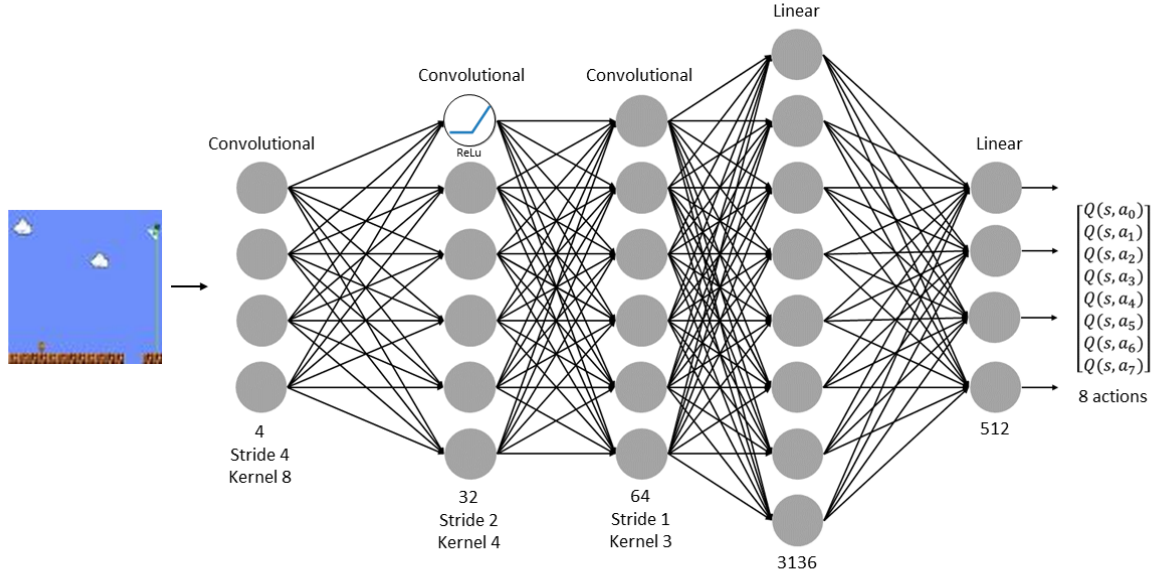 Convolutional
4
Stride 4
Kernel 8
Convolutional
ReLu
32
Stride 2
Kernel 4
Convolutional
64
Stride 1
Kernel 3
Linear
3136
Linear
512
Q(s, a₀)
Q(s, a₁)
Q(s, a₂)
Q(s, a₃)
Q(s, a₄)
Q(s, a₅)
Q(s, a₆)
Q(s, a₇)
8 actions